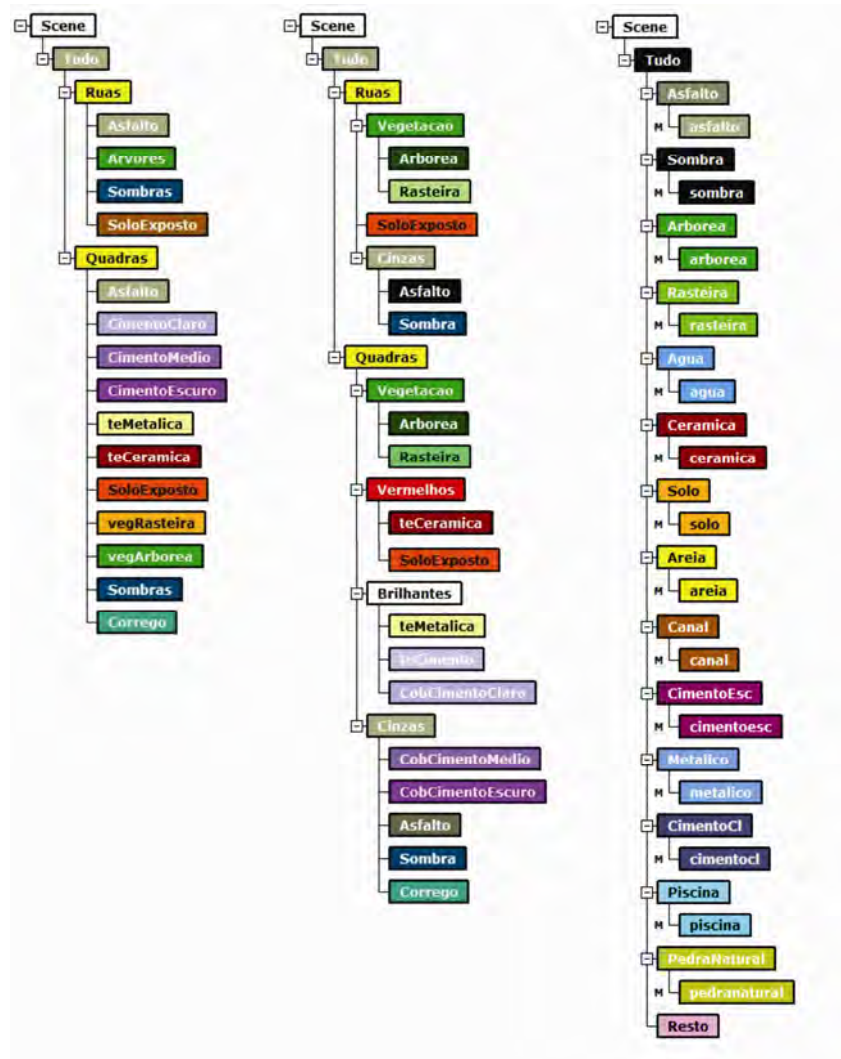 Scene
Tudo
Ruas
Asfalto
Arvores
Sombras
SoloExposto
Quadras
Asfalto
CimentoClaro
CimentoMedio
CimentoEscuro
teMetalica
teCeramica
SoloExposto
vegRasteira
vegArborea
Sombras
Corrego
Scene
Tudo
Ruas
Vegetacao
Arborea
Rasteira
SoloExposto
Cinzas
Asfalto
Sombra
Quadras
Vegetacao
Arborea
Rasteira
Vermelhos
teCeramica
SoloExposto
Brilhantes
teMetalica
teCimento
CobCimentoClaro
Cinzas
CobCimentoMedio
CobCimentoEscuro
Asfalto
Sombra
Corrego
Scene
Tudo
Asfalto
M asfalto
Sombra
M sombra
Arborea
M arborea
Rasteira
M rasteira
Agua
M agua
Ceramica
M ceramica
Solo
M solo
Areia
M areia
Canal
M canal
CimentoEsc
M cimentoesc
Metalico
M metalico
CimentoCl
M cimentocl
Piscina
M piscina
PedraNatural
M pedranatural
Resto